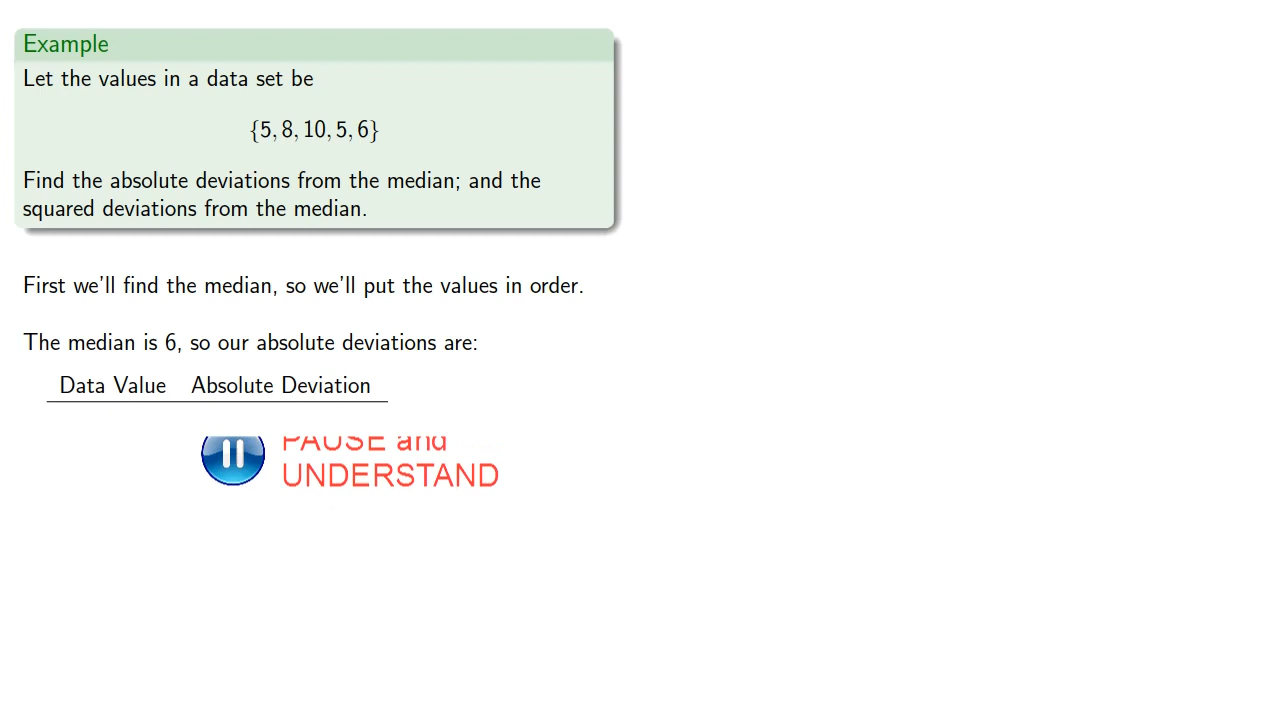 Example
Let the values in a data set be
{5, 8, 10, 5, 6}
Find the absolute deviations from the median; and the
squared deviations from the median.
First we'll find the median, so we'll put the values in order.
The median is 6, so our absolute deviations are:
Data Value Absolute Deviation
PAUSE and
UNDERSTAND